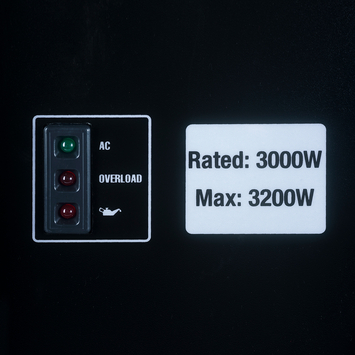 AC
OVERLOAD
Rated: 3000W
Max: 3200W